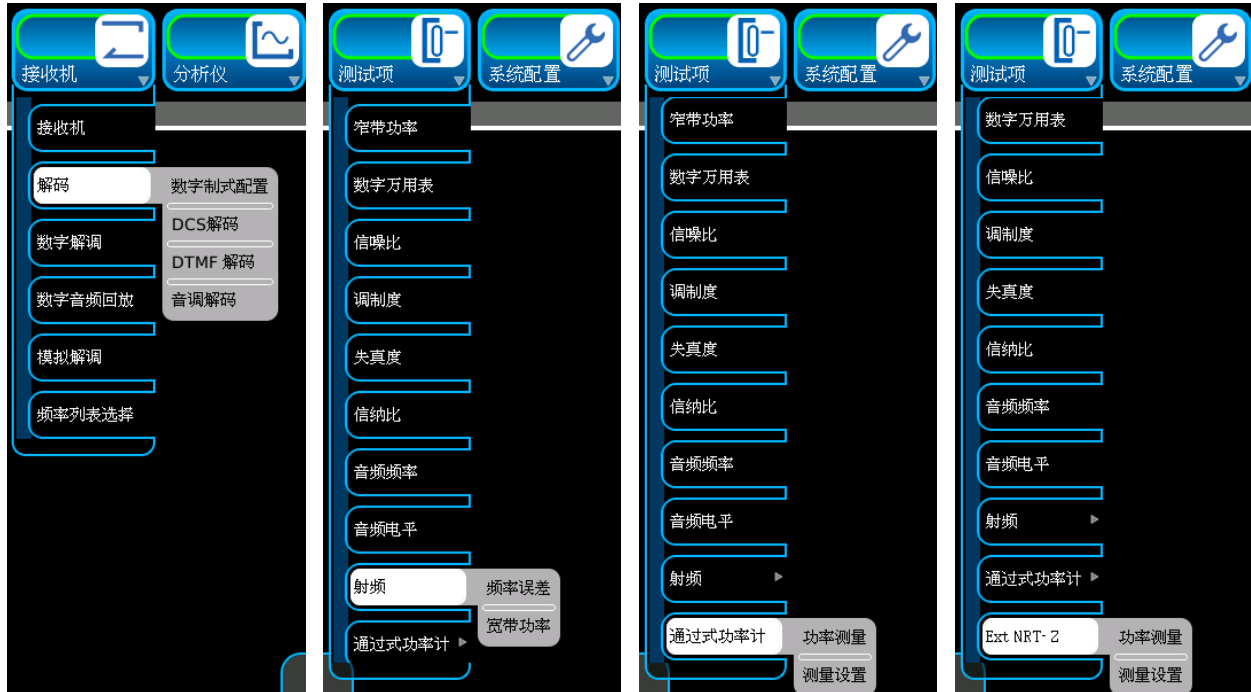 接收机
分析仪
接收机
解码
数字制式配置
DCS解码
数字解调
DTMF 解码
数字音频回放
音调解码
模拟解调
频率列表选择
测试项
系统配置
窄带功率
数字万用表
信噪比
调制度
失真度
信纳比
音频频率
音频电平
射频
频率误差
宽带功率
通过式功率计
测试项
系统配置
窄带功率
数字万用表
信噪比
调制度
失真度
信纳比
音频频率
音频电平
射频
通过式功率计
功率测量
测量设置
测试项
系统配置
数字万用表
信噪比
调制度
失真度
信纳比
音频频率
音频电平
射频
通过式功率计
Ext NRT-Z
功率测量
测量设置